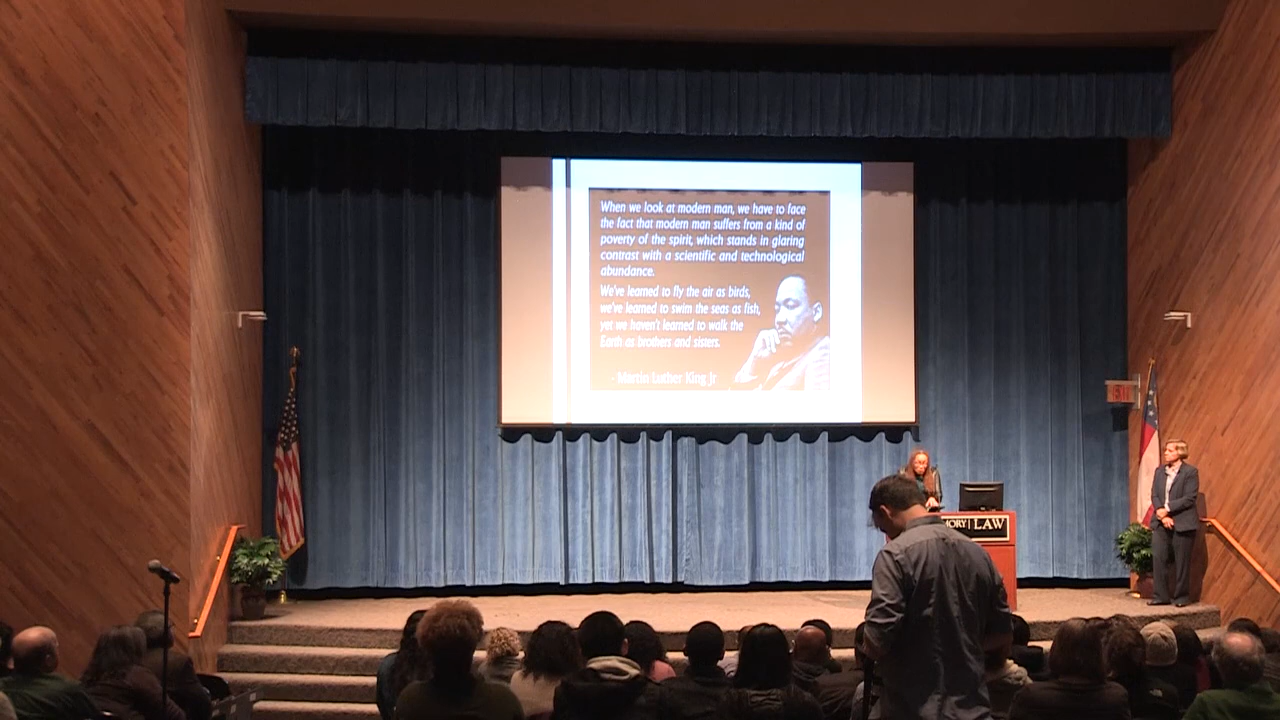 When we look at modern man, we have to face
the fact that modern man suffers from a kind of
poverty of the spirit, which stands in glaring
contrast with a scientific and technological
abundance.
We've learned to fly the air as birds,
we've learned to swim the seas as fish,
yet we haven't learned to walk the
Earth as brothers and sisters.
- Martin Luther King Jr
MORY | LAW